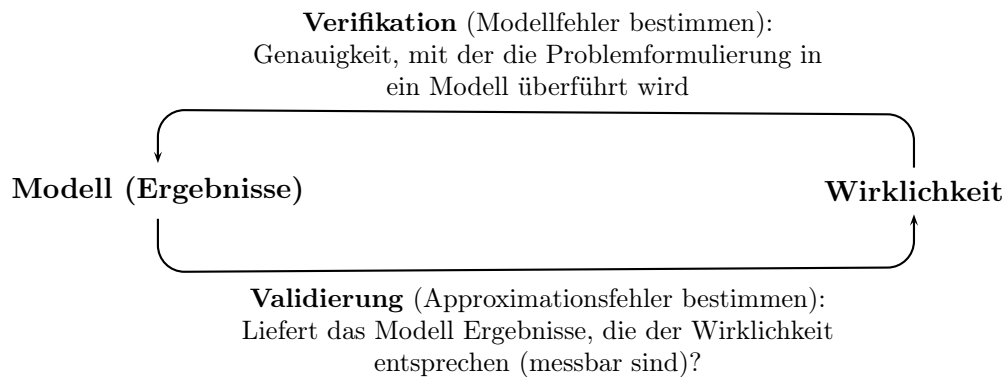 Verifikation (Modellfehler bestimmen):
Genauigkeit, mit der die Problemformulierung in
ein Modell überführt wird
Modell (Ergebnisse)
Wirklichkeit
Validierung (Approximationsfehler bestimmen):
Liefert das Modell Ergebnisse, die der Wirklichkeit
entsprechen (messbar sind)?